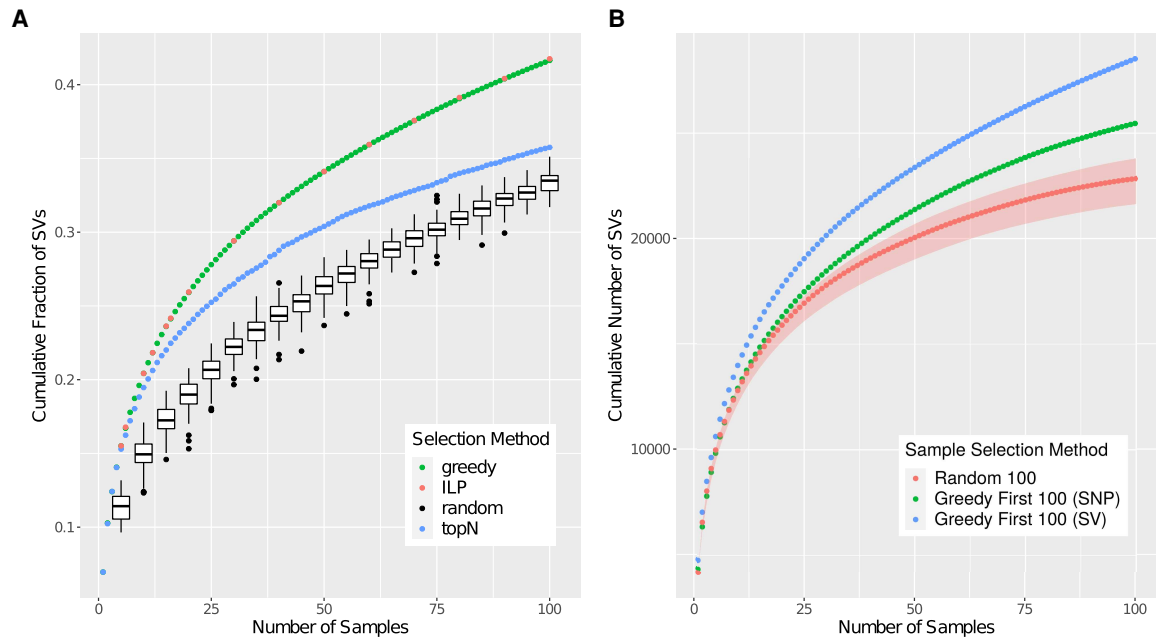 A
Cumulative Fraction of SVs
0.4
0.3
0.2
0.1
0
25
50
75
100
Number of Samples
Selection Method
greedy
ILP
random
topN
B
Cumulative Number of SVs
20000
10000
0
25
50
75
100
Number of Samples
Sample Selection Method
Random 100
Greedy First 100 (SNP)
Greedy First 100 (SV)